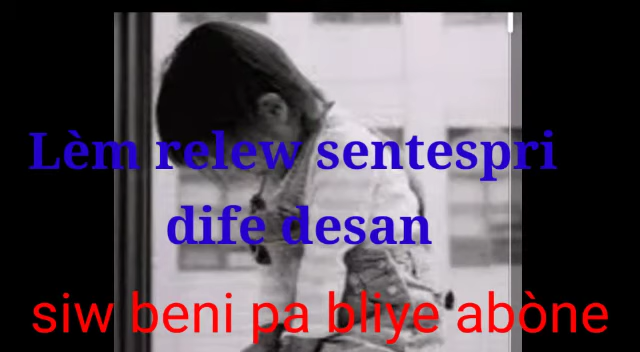 Lèm relew sentespri
dife desan
siw beni pa bliye abòne